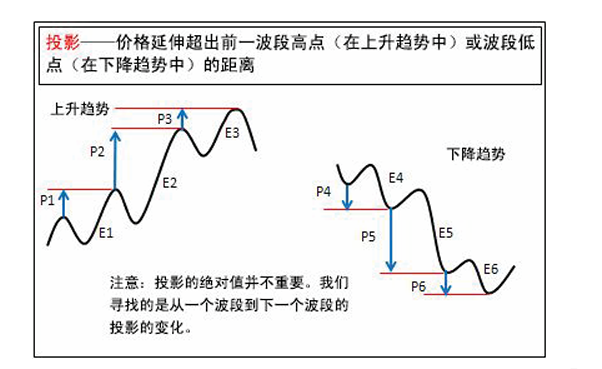 投影——价格延伸超出前一波段高点（在上升趋势中）或波段低
点（在下降趋势中）的距离
上升趋势
P3
E3
P2
E2
P1
E1
下降趋势
P4
E4
P5
E5
P6
E6
注意：投影的绝对值并不重要。我们
寻找的是从一个波段到下一个波段的
投影的变化。